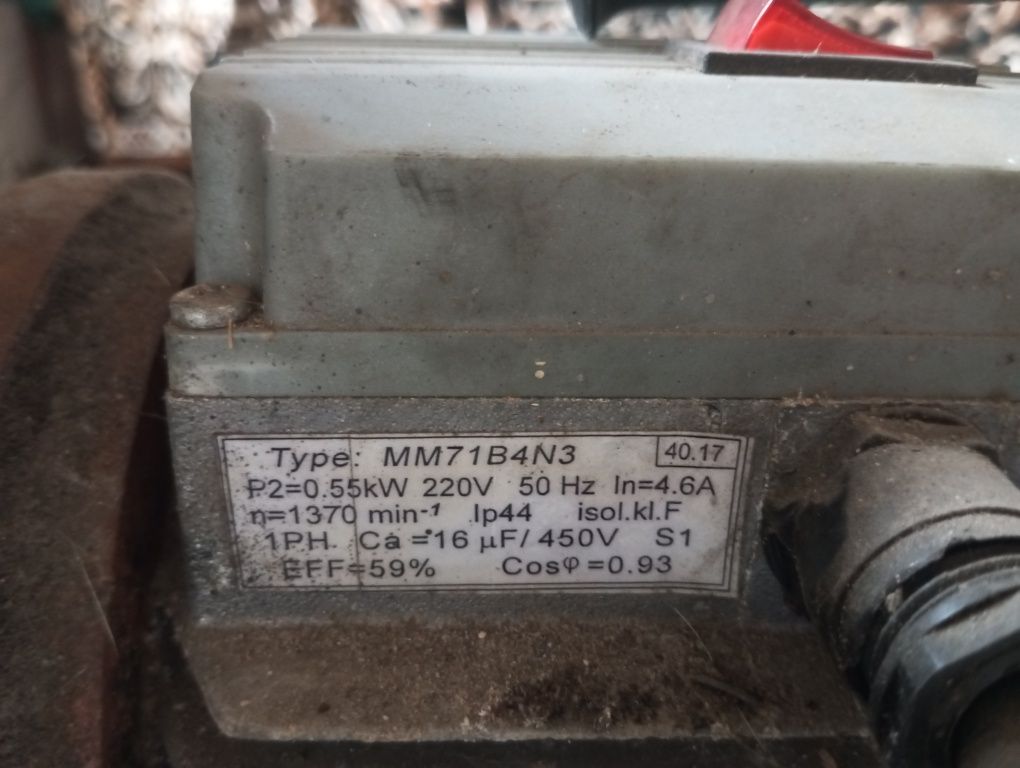 Type: MM71B4N3 40.17
P2=0.55kW 220V 50 Hz In=4.6A
n=1370 min-¹ Ip44 isol.kl.F
1PH. Ca =16 μF/ 450V S1
EFF=59% Cosφ=0.93